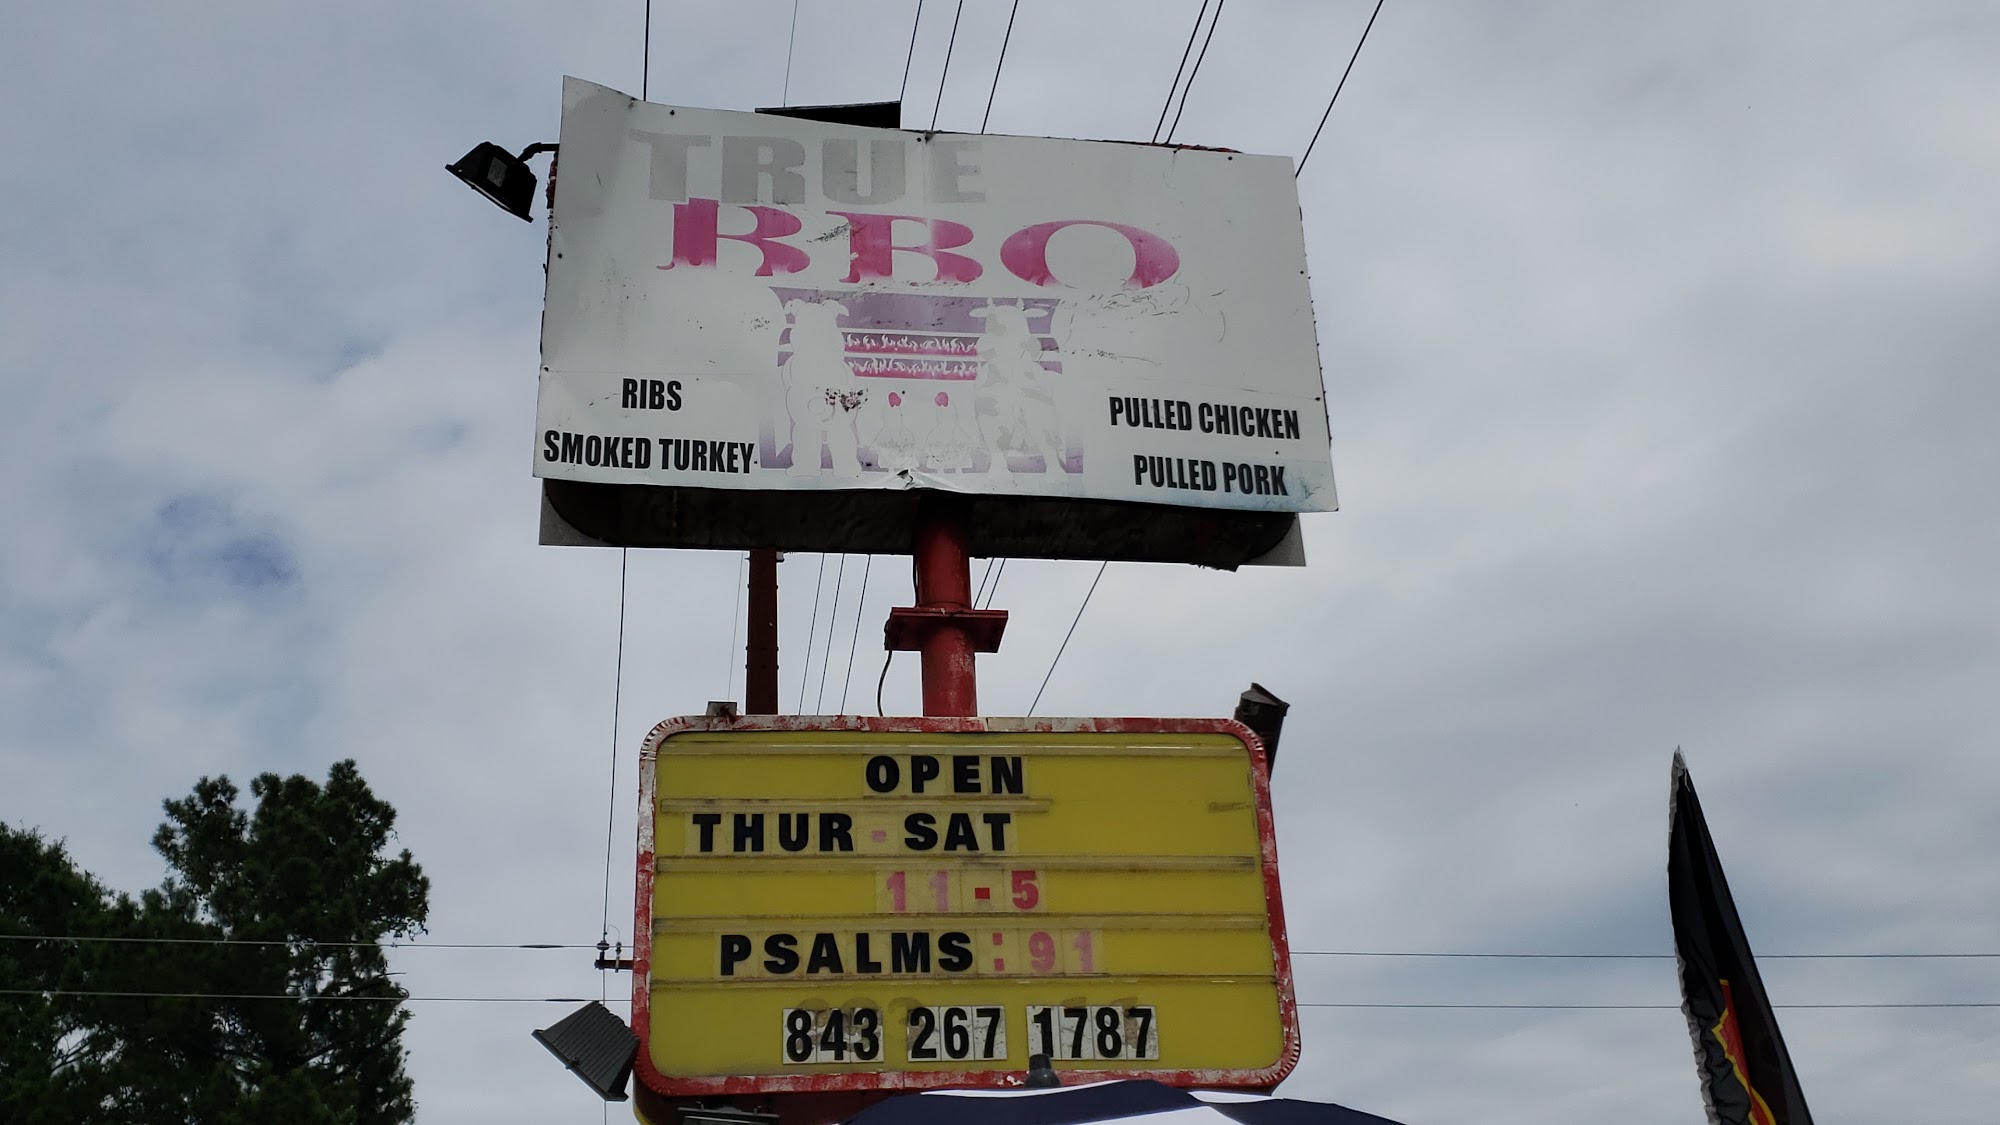 TRUE
BBQ
RIBS
SMOKED TURKEY
PULLED CHICKEN
PULLED PORK
OPEN
THUR-SAT
11-5
PSALMS:91
843 267 1787